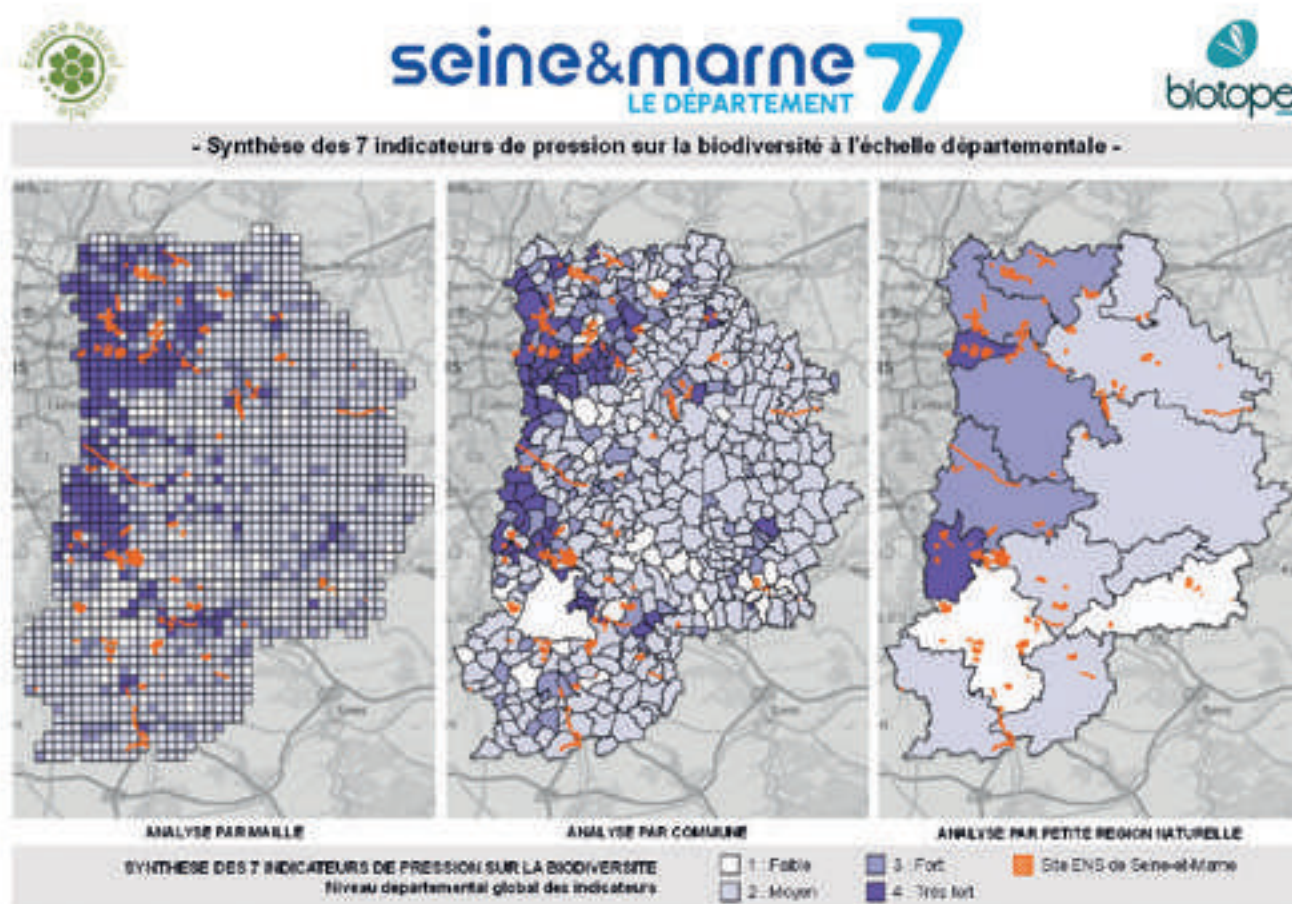 Espace naturel sensible
seine&marne 77
LE DÉPARTEMENT
biotope
- Synthèse des 7 indicateurs de pression sur la biodiversité à l'échelle départementale -
ANALYSE PAR MAILLE
ANALYSE PAR COMMUNE
ANALYSE PAR PETITE REGION NATURELLE
SYNTHESE DES 7 INDICATEURS DE PRESSION SUR LA BIODIVERSITE
Niveau departemental global des indicateurs
1 : Faible
2 : Moyen
3 : Fort
4 : Très fort
Site ENS de Seine-et-Marne